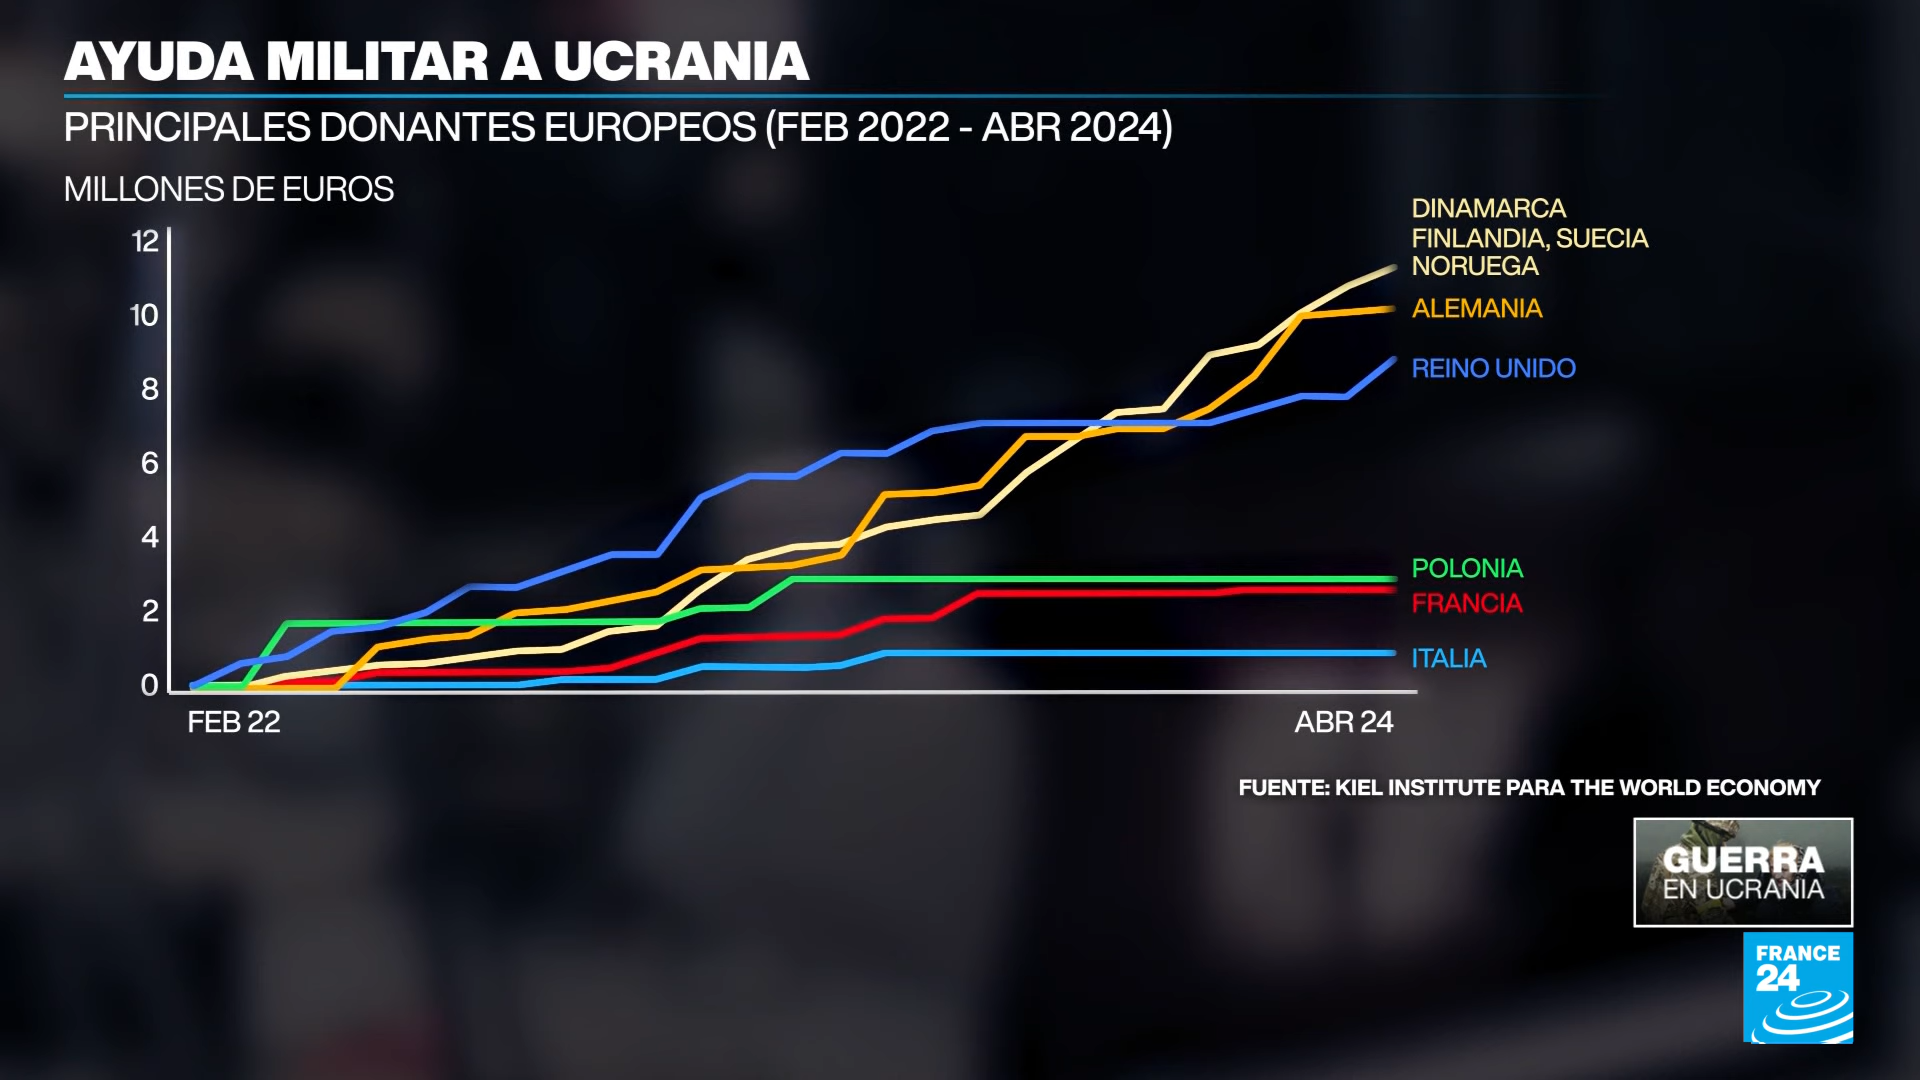 AYUDA MILITAR A UCRANIA
PRINCIPALES DONANTES EUROPEOS (FEB 2022 - ABR 2024)
MILLONES DE EUROS
12
10
8
6
4
2
0
FEB 22
ABR 24
DINAMARCA
FINLANDIA, SUECIA
NORUEGA
ALEMANIA
REINO UNIDO
POLONIA
FRANCIA
ITALIA
FUENTE: KIEL INSTITUTE PARA THE WORLD ECONOMY
GUERRA
EN UCRANIA
FRANCE
24